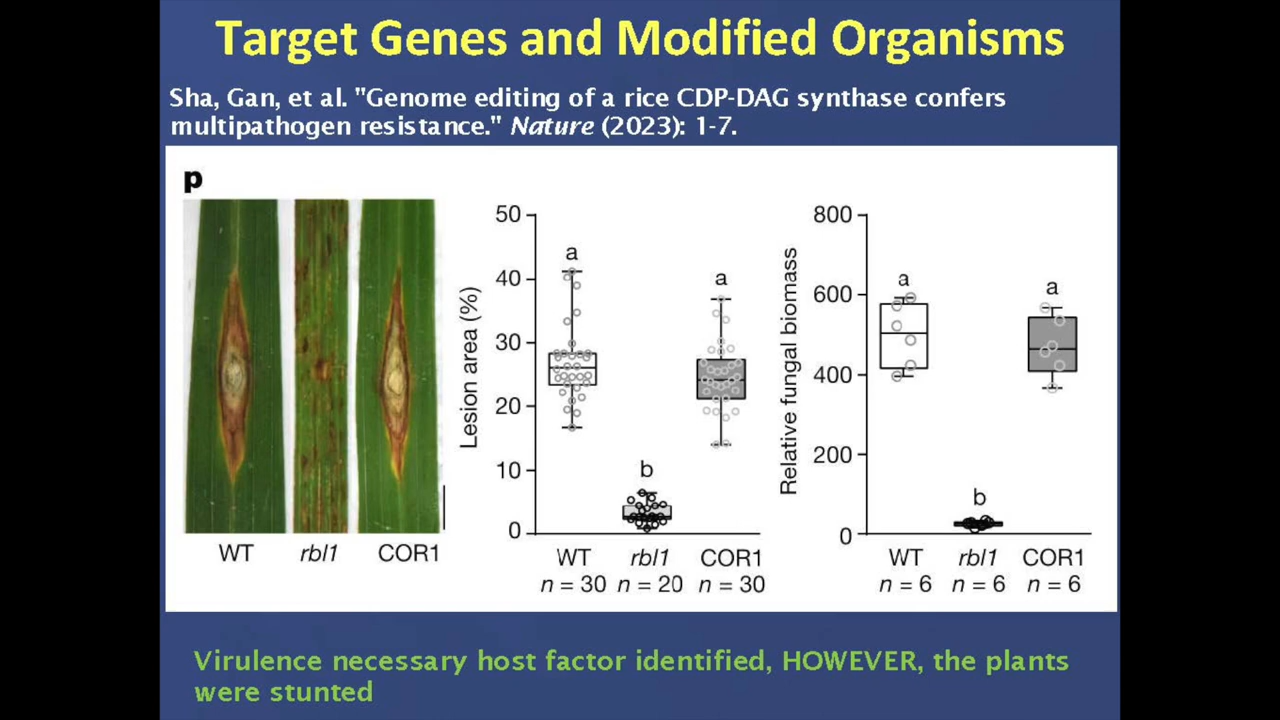 Target Genes and Modified Organisms
Sha, Gan, et al. "Genome editing of a rice CDP-DAG synthase confers
multipathogen resistance." Nature (2023): 1-7.
p
WT rbl1 COR1
Lesion area (%)
50
40
30
20
10
0
a
b
a
WT rbl1 COR1
n = 30 n = 20 n = 30
Relative fungal biomass
800
600
400
200
0
a
b
a
WT rbl1 COR1
n = 6 n = 6 n = 6
Virulence necessary host factor identified, HOWEVER, the plants
were stunted